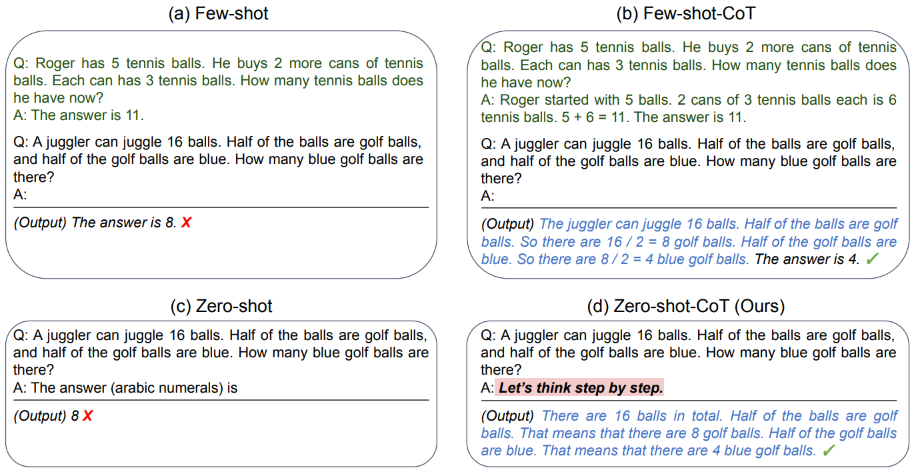 (a) Few-shot
Q: Roger has 5 tennis balls. He buys 2 more cans of tennis
balls. Each can has 3 tennis balls. How many tennis balls does
he have now?
A: The answer is 11.
Q: A juggler can juggle 16 balls. Half of the balls are golf balls,
and half of the golf balls are blue. How many blue golf balls are
there?
A:
(Output) The answer is 8. ✗
(b) Few-shot-CoT
Q: Roger has 5 tennis balls. He buys 2 more cans of tennis
balls. Each can has 3 tennis balls. How many tennis balls does
he have now?
A: Roger started with 5 balls. 2 cans of 3 tennis balls each is 6
tennis balls. 5 + 6 = 11. The answer is 11.
Q: A juggler can juggle 16 balls. Half of the balls are golf balls,
and half of the golf balls are blue. How many blue golf balls are
there?
A:
(Output) The juggler can juggle 16 balls. Half of the balls are golf
balls. So there are 16 / 2 = 8 golf balls. Half of the golf balls are
blue. So there are 8 / 2 = 4 blue golf balls. The answer is 4. ✓
(c) Zero-shot
Q: A juggler can juggle 16 balls. Half of the balls are golf balls,
and half of the golf balls are blue. How many blue golf balls are
there?
A: The answer (arabic numerals) is
(Output) 8 ✗
(d) Zero-shot-CoT (Ours)
Q: A juggler can juggle 16 balls. Half of the balls are golf balls,
and half of the golf balls are blue. How many blue golf balls are
there?
A: Let's think step by step.
(Output) There are 16 balls in total. Half of the balls are golf
balls. That means that there are 8 golf balls. Half of the golf balls
are blue. That means that there are 4 blue golf balls. ✓